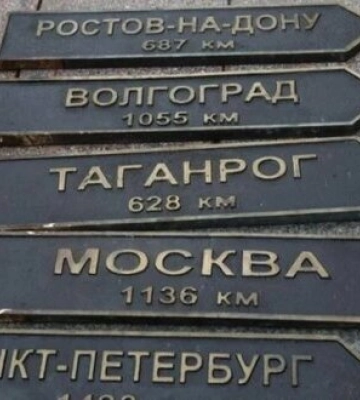 РОСТОВ-НА-ДОНУ
687 КМ
ВОЛГОГРАД
1055 КМ
ТАГАНРОГ
628 КМ
МОСКВА
1136 КМ
НКТ-ПЕТЕРБУРГ